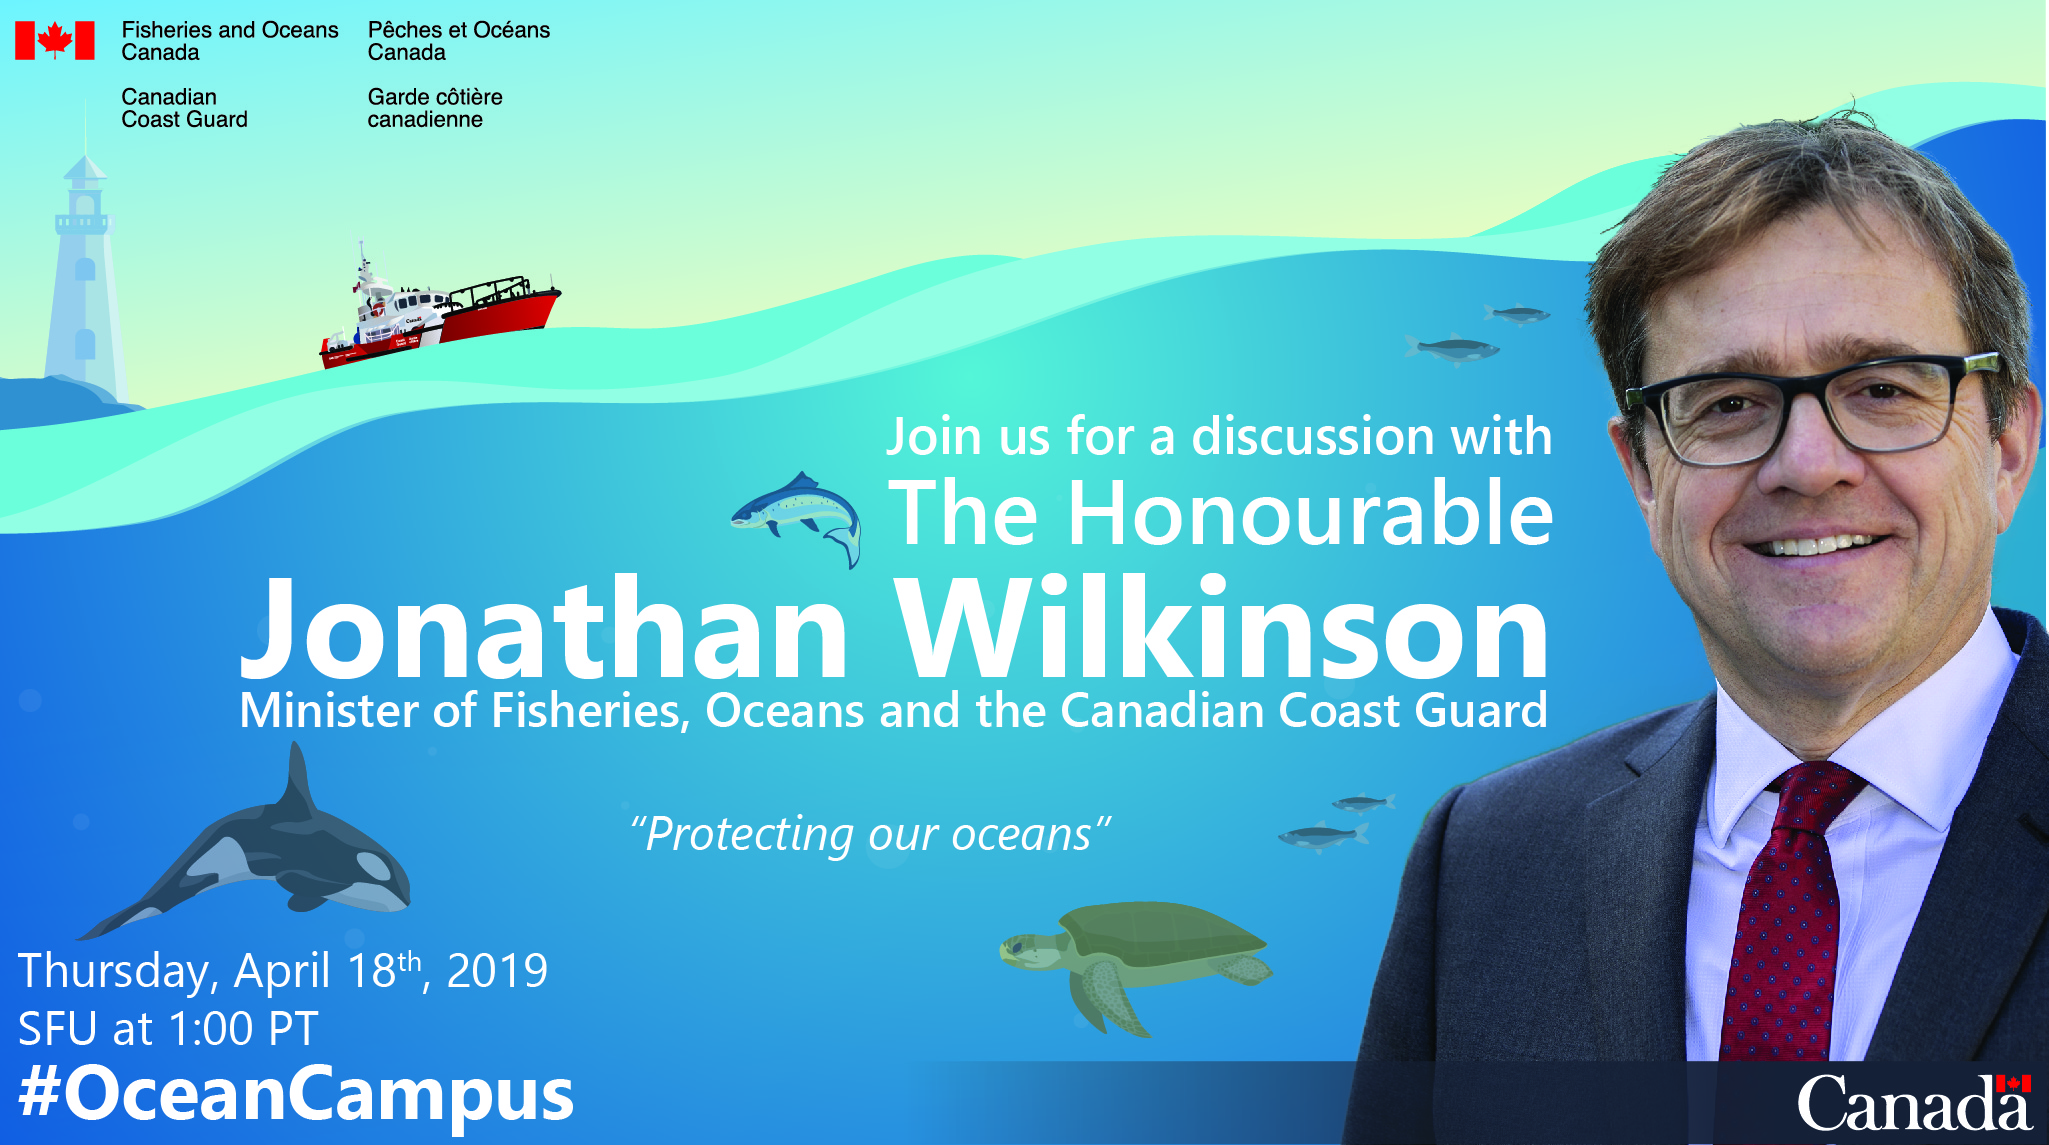 Fisheries and Oceans
Canada
Pêches et Océans
Canada
Canadian
Coast Guard
Garde côtière
canadienne
Join us for a discussion with
The Honourable
Jonathan Wilkinson
Minister of Fisheries, Oceans and the Canadian Coast Guard
“Protecting our oceans”
Thursday, April 18th, 2019
SFU at 1:00 PT
#OceanCampus
Canada